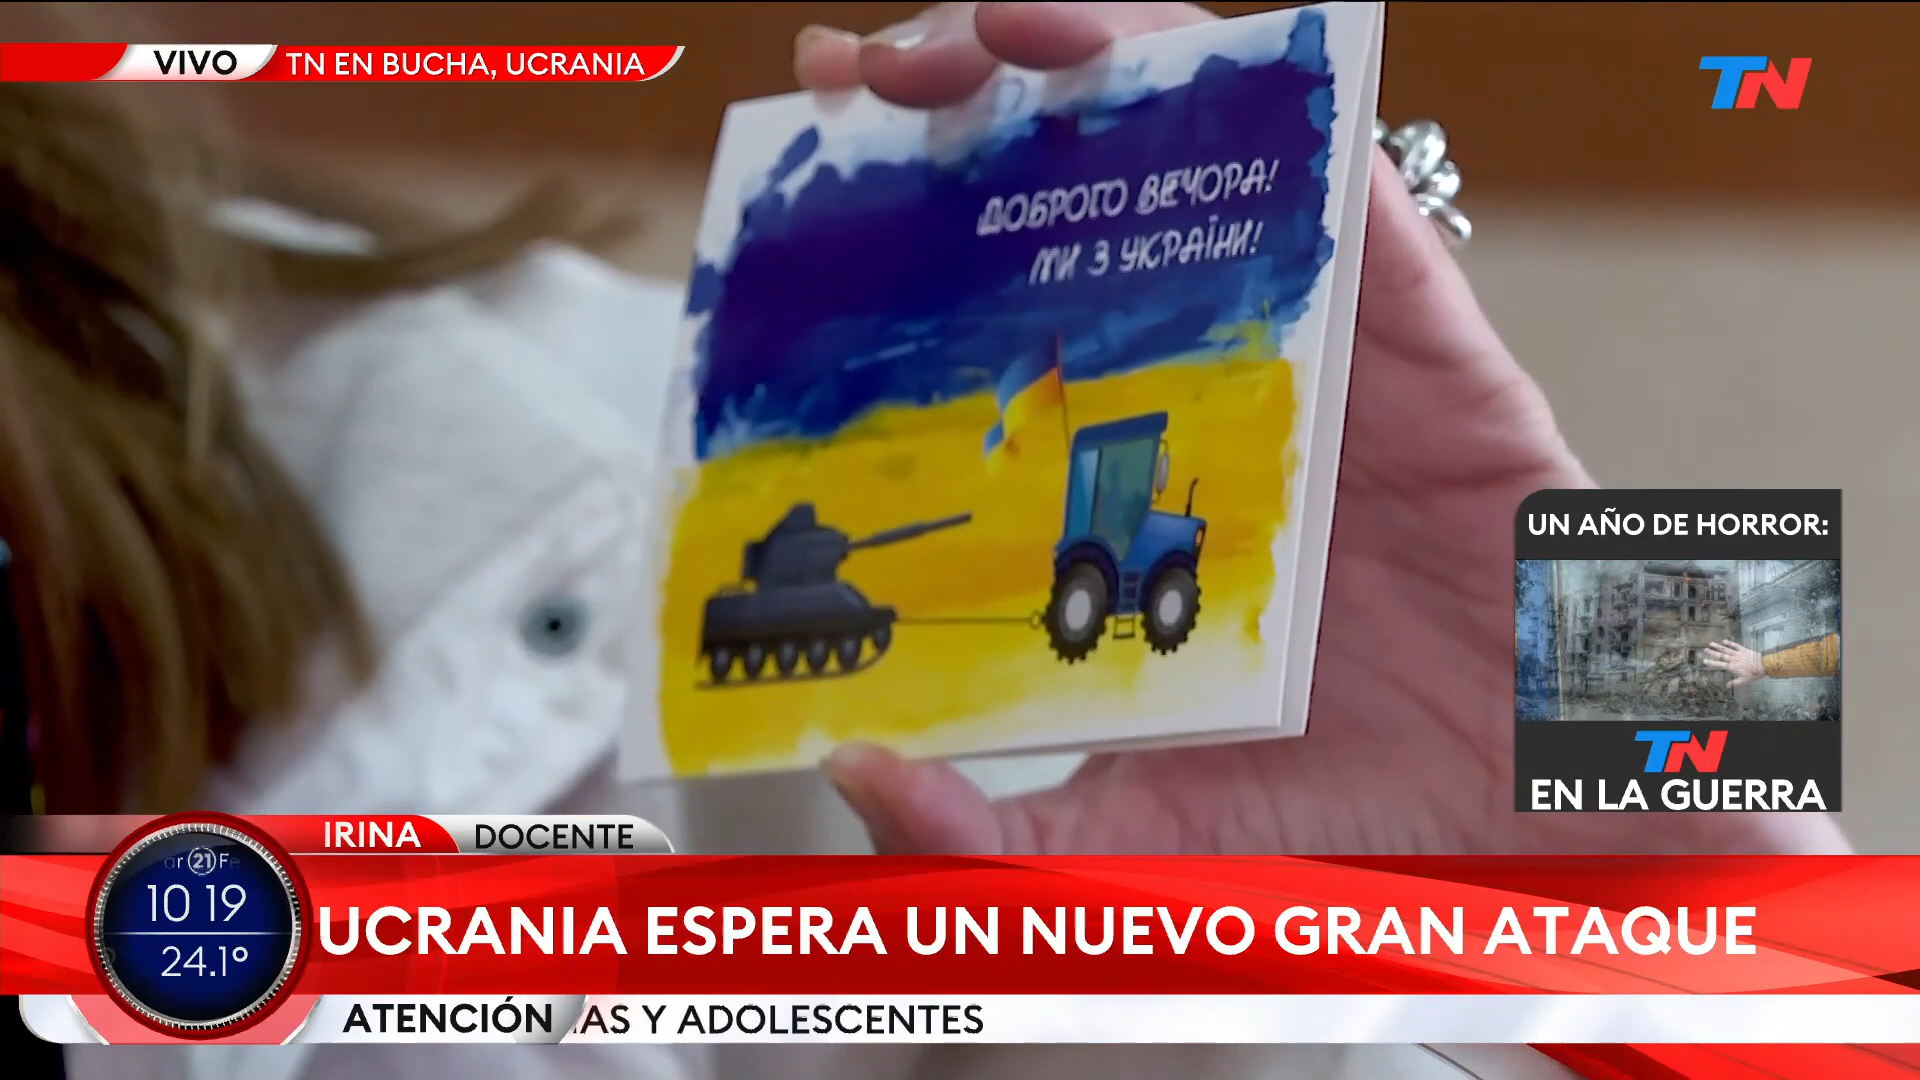 VIVO
TN EN BUCHA, UCRANIA
TN
ДОБРОГО ВЕЧОРА!
МИ З УКРАЇНИ!
UN AÑO DE HORROR:
TN
EN LA GUERRA
IRINA
DOCENTE
21
10 19
24.1°
UCRANIA ESPERA UN NUEVO GRAN ATAQUE
ATENCIÓN
AS Y ADOLESCENTES